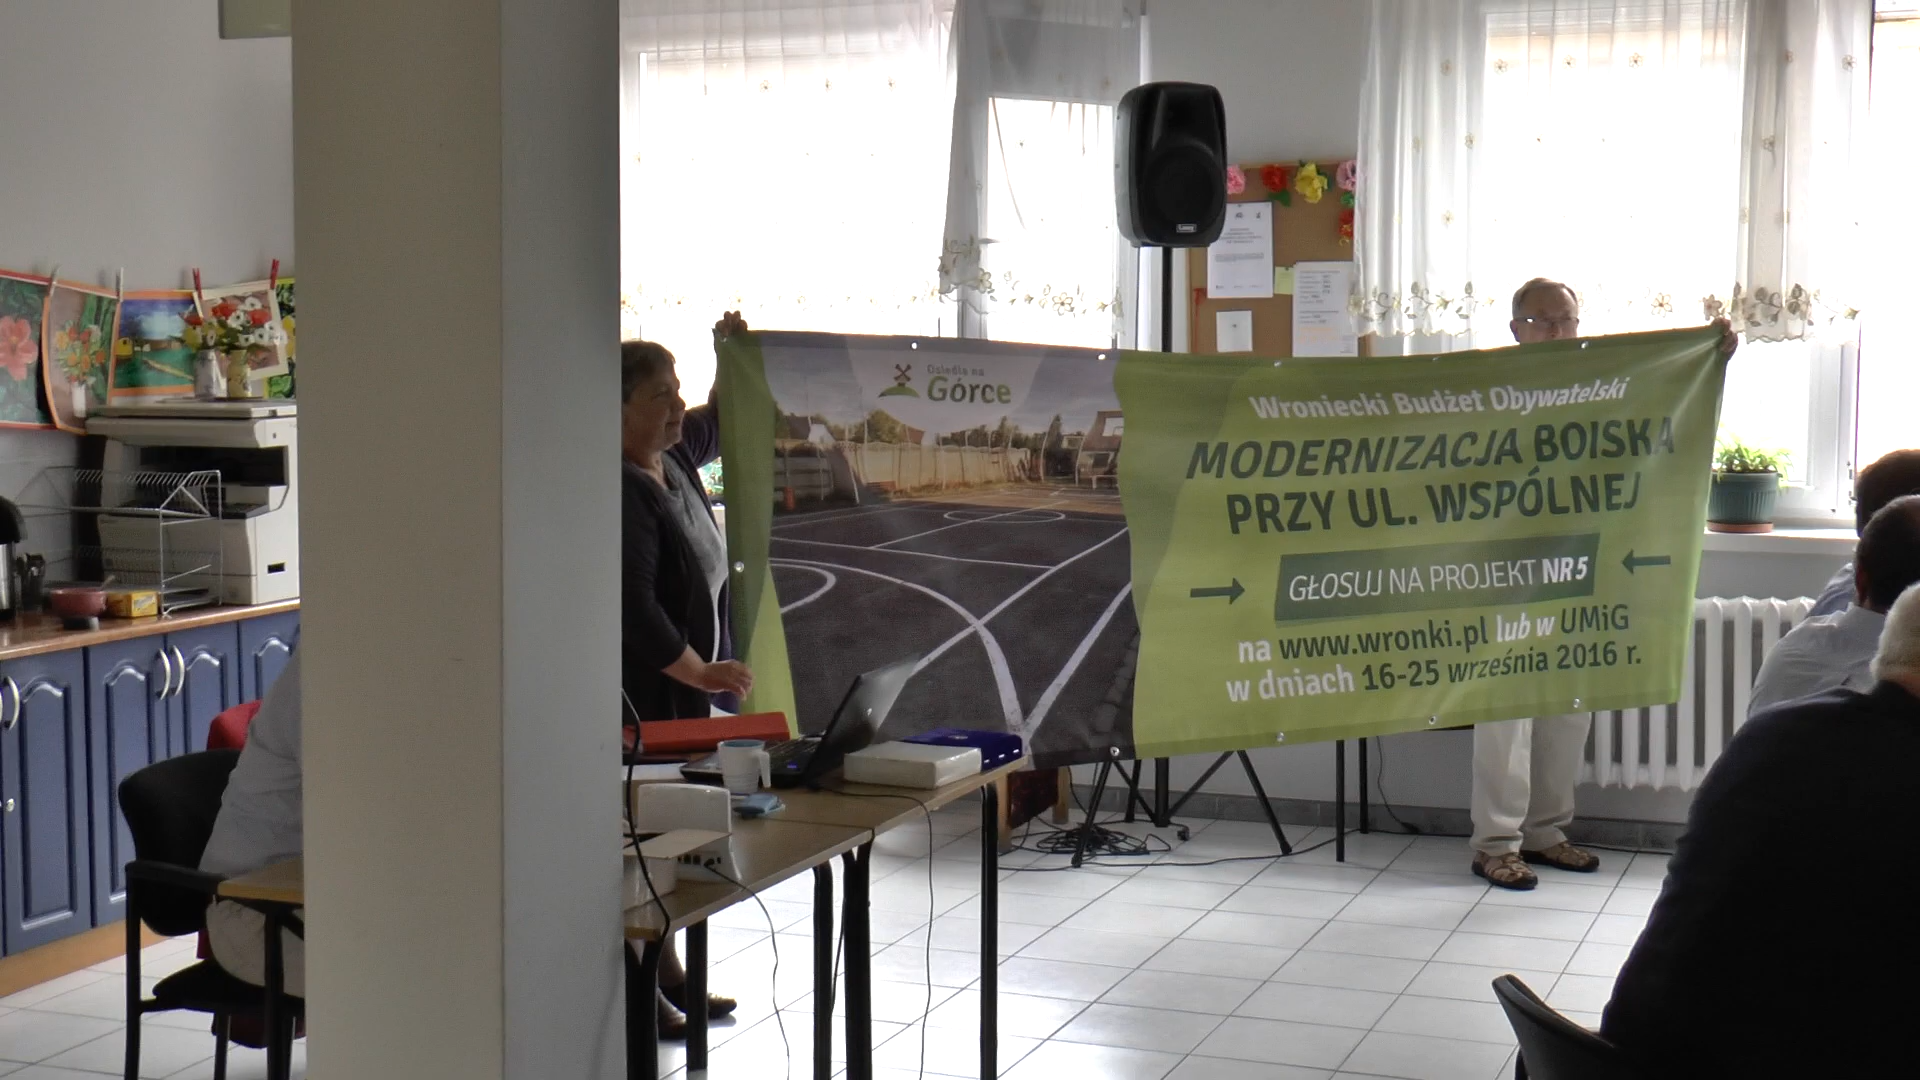 Osiedle na
Górce
Wroniecki Budżet Obywatelski
MODERNIZACJA BOISKA
PRZY UL. WSPÓLNEJ
GŁOSUJ NA PROJEKT NR 5
na www.wronki.pl lub w UMiG
w dniach 16-25 września 2016 r.